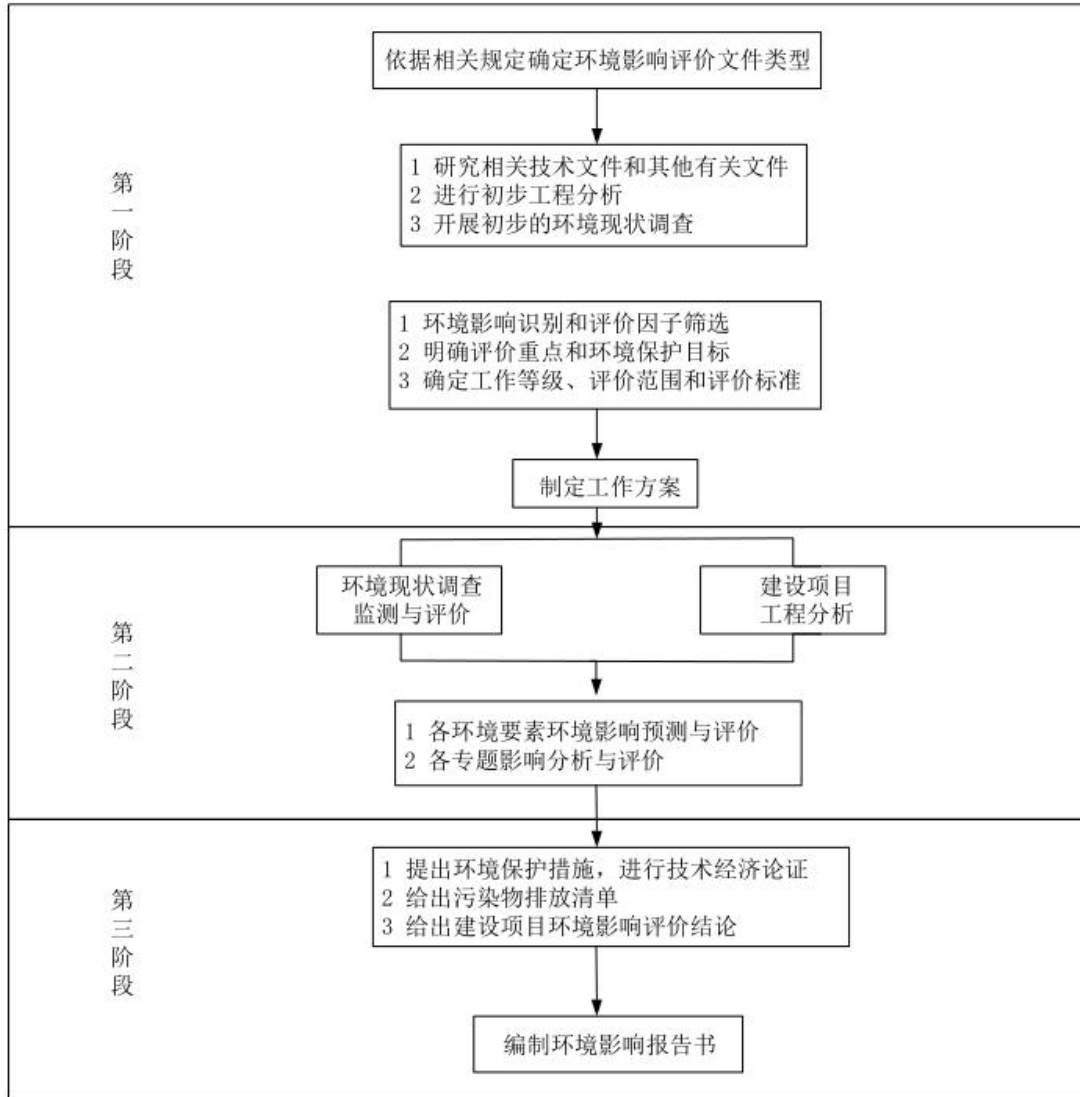 第一阶段
依据相关规定确定环境影响评价文件类型
1 研究相关技术文件和其他有关文件
2 进行初步工程分析
3 开展初步的环境现状调查
1 环境影响识别和评价因子筛选
2 明确评价重点和环境保护目标
3 确定工作等级、评价范围和评价标准
制定工作方案
第二阶段
环境现状调查
监测与评价
建设项目
工程分析
1 各环境要素环境影响预测与评价
2 各专题影响分析与评价
第三阶段
1 提出环境保护措施，进行技术经济论证
2 给出污染物排放清单
3 给出建设项目环境影响评价结论
编制环境影响报告书